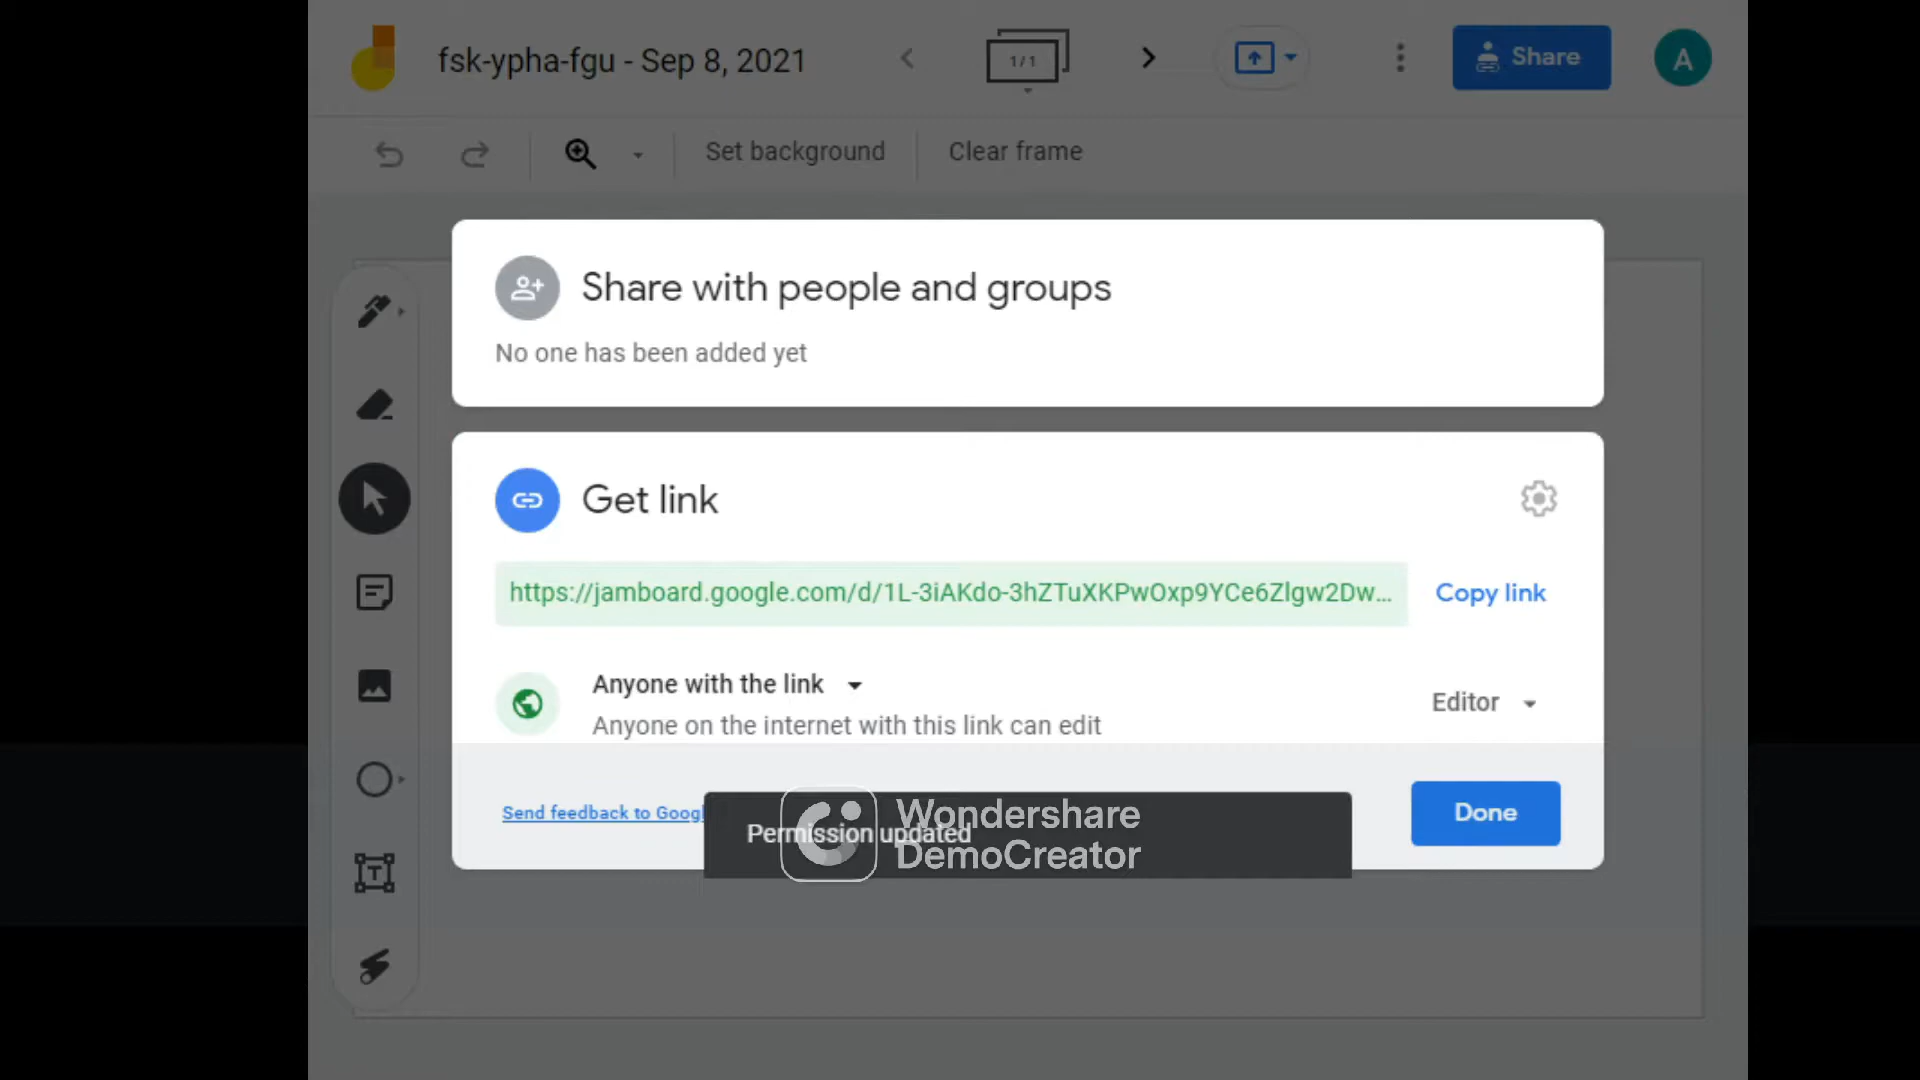 fsk-ypha-fgu - Sep 8, 2021
1/1
Share
A
Set background
Clear frame
Share with people and groups
No one has been added yet
Get link
https://jamboard.google.com/d/1L-3iAKdo-3hZTuXKPwOxp9YCe6Zlgw2Dw...
Copy link
Anyone with the link
Anyone on the internet with this link can edit
Editor
Send feedback to Googl
Permission updated
Wondershare
DemoCreator
Done